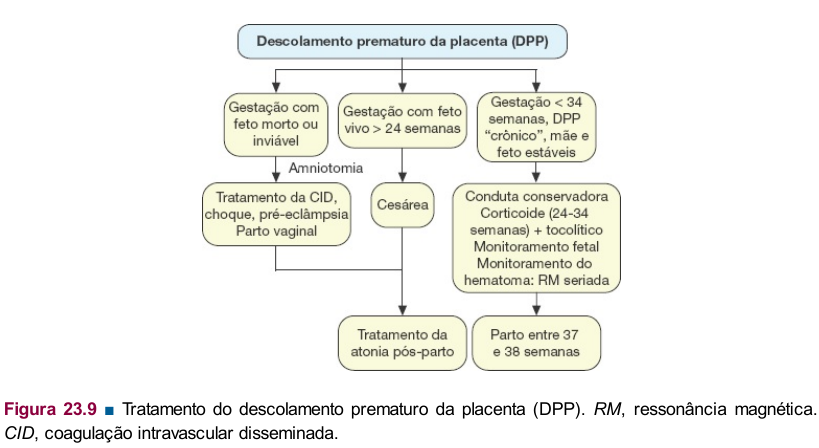 Descolamento prematuro da placenta (DPP)
Gestação com
feto morto ou
inviável
Gestação com feto
vivo > 24 semanas
Gestação < 34
semanas, DPP
“crônico”, mãe e
feto estáveis
Amniotomia
Tratamento da CID,
choque, pré-eclâmpsia
Parto vaginal
Cesárea
Conduta conservadora
Corticoide (24-34
semanas) + tocolítico
Monitoramento fetal
Monitoramento do
hematoma: RM seriada
Tratamento da
atonia pós-parto
Parto entre 37
e 38 semanas
Figura 23.9 ■ Tratamento do descolamento prematuro da placenta (DPP). RM, ressonância magnética.
CID, coagulação intravascular disseminada.